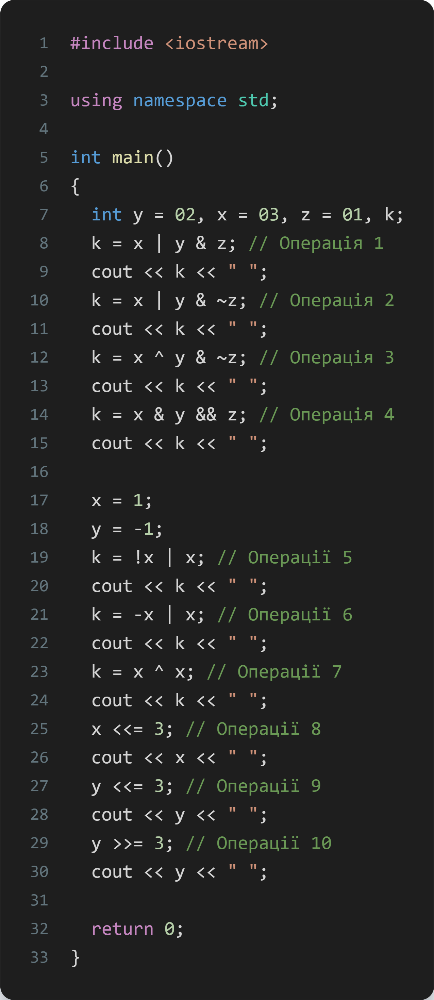 1 #include <iostream>
2
3 using namespace std;
4
5 int main()
6 {
7   int y = 02, x = 03, z = 01, k;
8   k = x | y & z; // Операція 1
9   cout << k << " ";
10   k = x | y & ~z; // Операція 2
11   cout << k << " ";
12   k = x ^ y & ~z; // Операція 3
13   cout << k << " ";
14   k = x & y && z; // Операція 4
15   cout << k << " ";
16
17   x = 1;
18   y = -1;
19   k = !x | x; // Операції 5
20   cout << k << " ";
21   k = -x | x; // Операції 6
22   cout << k << " ";
23   k = x ^ x; // Операції 7
24   cout << k << " ";
25   x <<= 3; // Операції 8
26   cout << x << " ";
27   y <<= 3; // Операції 9
28   cout << y << " ";
29   y >>= 3; // Операції 10
30   cout << y << " ";
31
32   return 0;
33 }